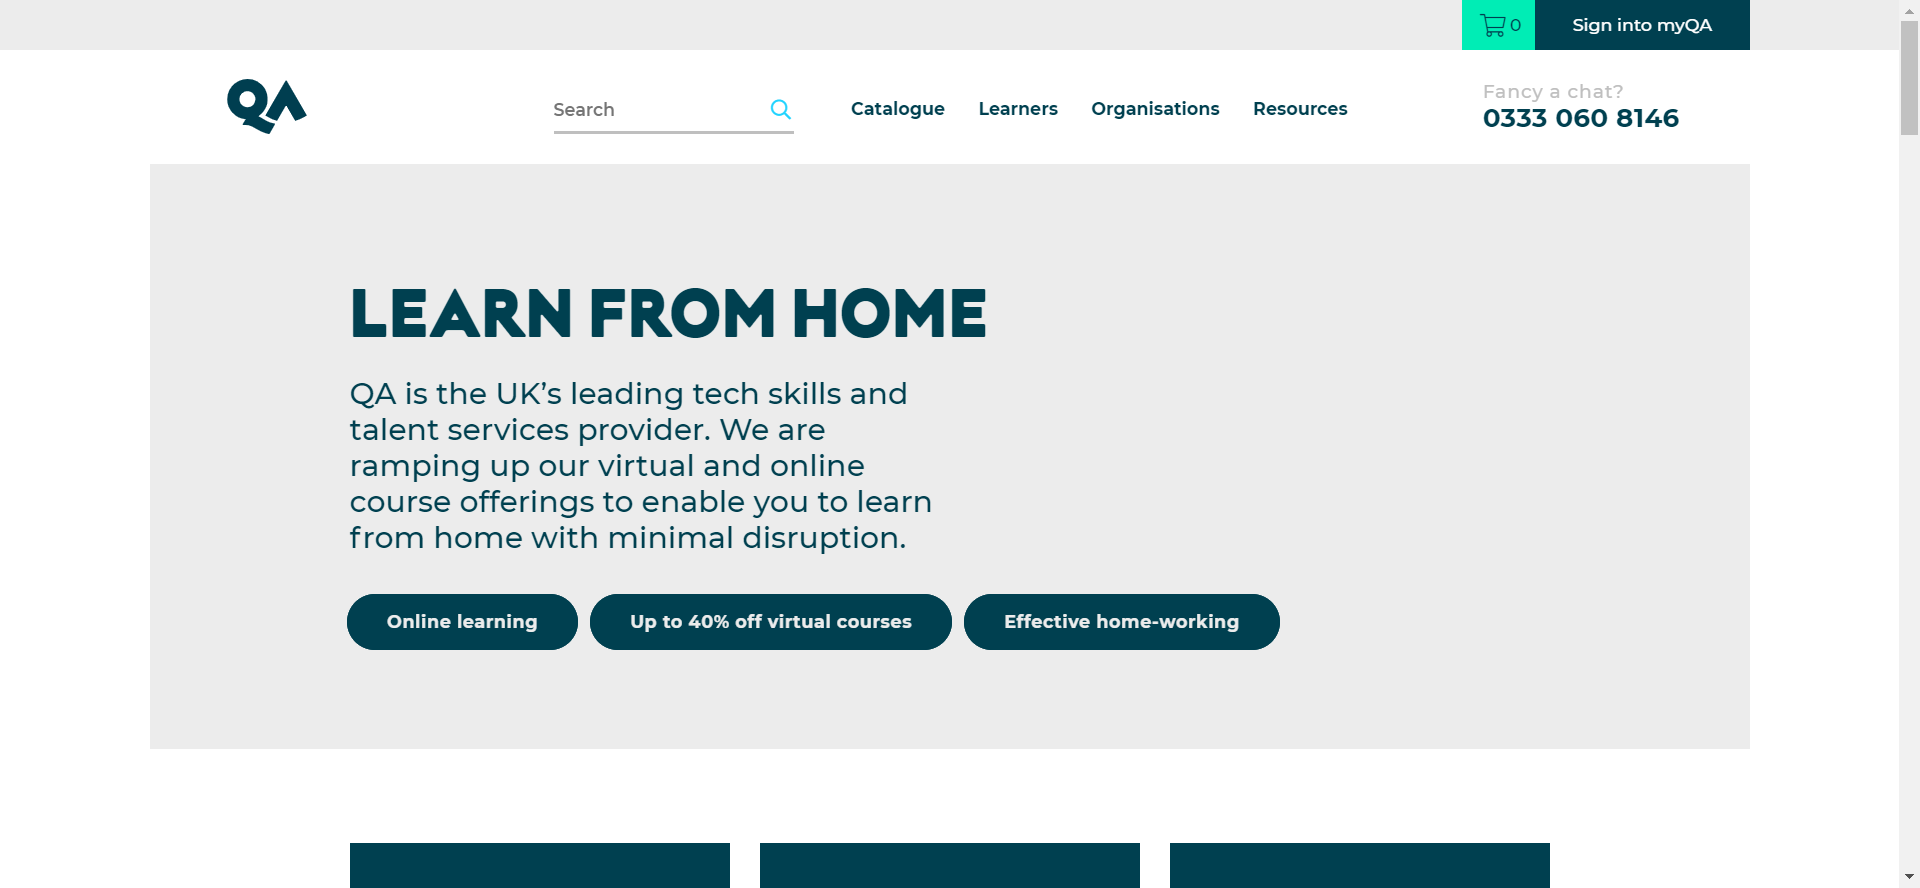 0
Sign into myQA
QA
Search
Catalogue
Learners
Organisations
Resources
Fancy a chat?
0333 060 8146
LEARN FROM HOME
QA is the UK’s leading tech skills and
talent services provider. We are
ramping up our virtual and online
course offerings to enable you to learn
from home with minimal disruption.
Online learning
Up to 40% off virtual courses
Effective home-working